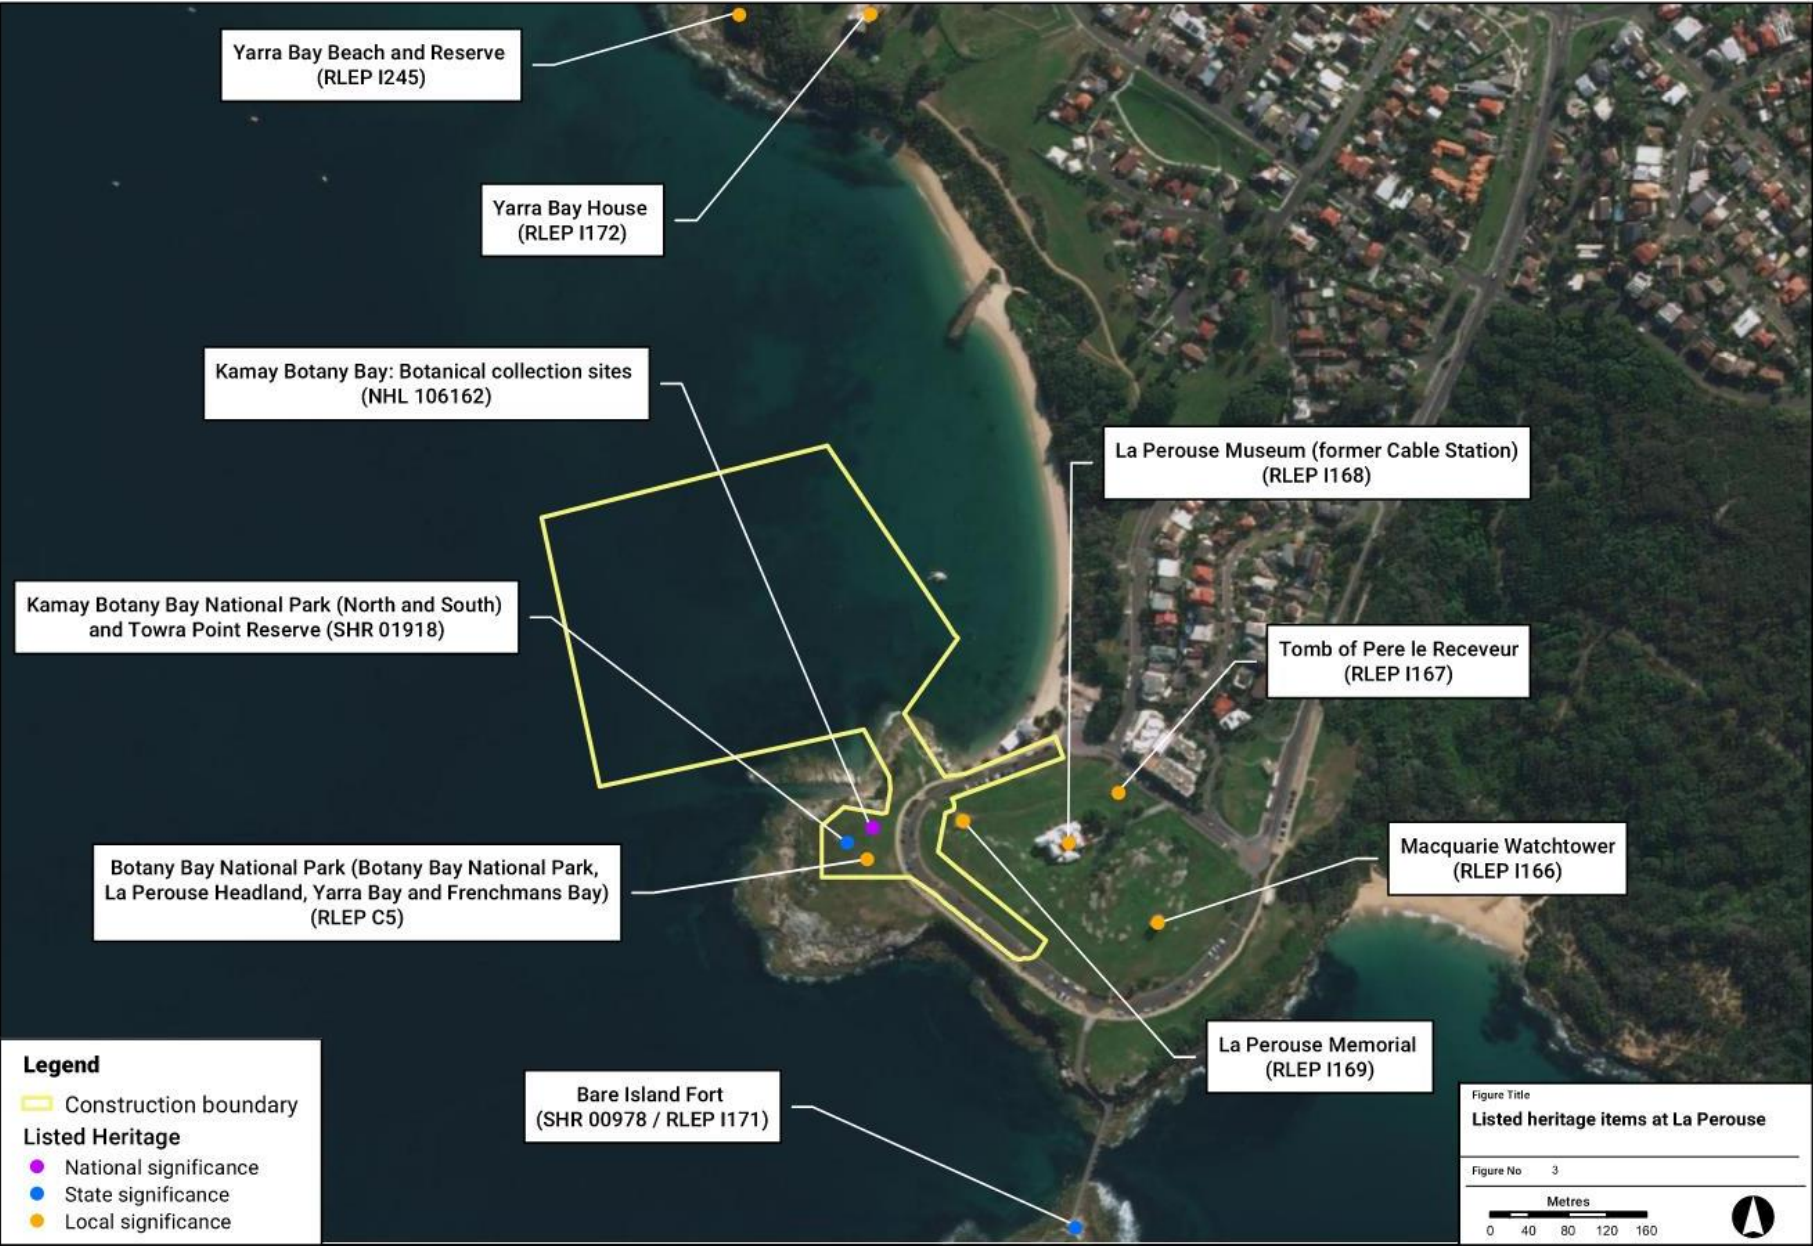 Yarra Bay Beach and Reserve
(RLEP I245)
Yarra Bay House
(RLEP I172)
Kamay Botany Bay: Botanical collection sites
(NHL 106162)
La Perouse Museum (former Cable Station)
(RLEP I168)
Kamay Botany Bay National Park (North and South)
and Towra Point Reserve (SHR 01918)
Tomb of Pere le Receveur
(RLEP I167)
Macquarie Watchtower
(RLEP I166)
Botany Bay National Park (Botany Bay National Park,
La Perouse Headland, Yarra Bay and Frenchmans Bay)
(RLEP C5)
La Perouse Memorial
(RLEP I169)
Bare Island Fort
(SHR 00978 / RLEP I171)
Legend
Construction boundary
Listed Heritage
National significance
State significance
Local significance
Figure Title
Listed heritage items at La Perouse
Figure No 3
Metres
0 40 80 120 160